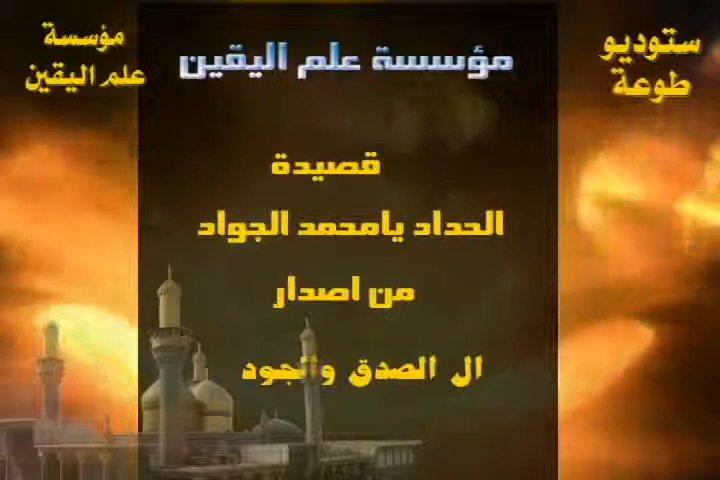 ستوديو
طوعة
مؤسسة علم اليقين
مؤسسة
علم اليقين
قصيدة
الحداد يامحمد الجواد
من اصدار
ال الصدق والجود